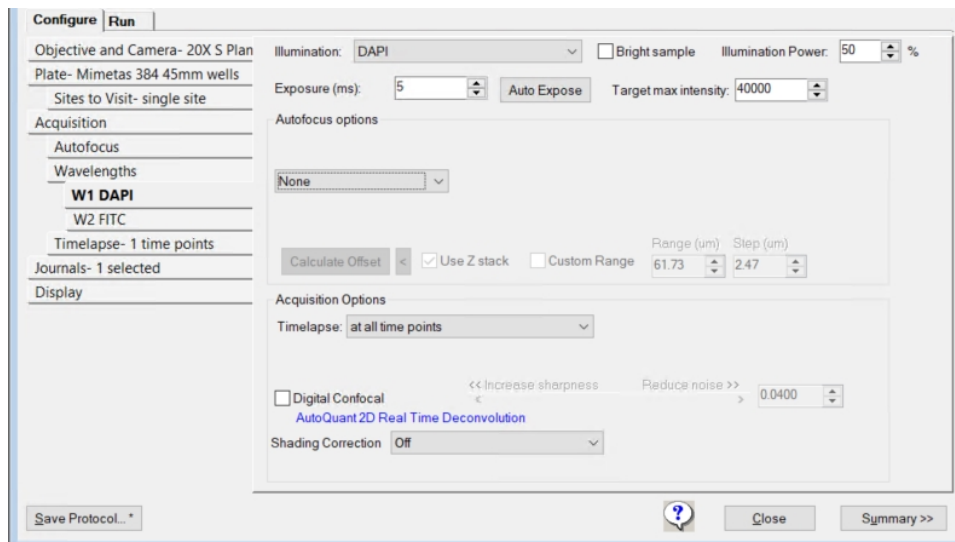 Configure Run
Objective and Camera- 20X S Plan
Plate- Mimetas 384 45mm wells
Sites to Visit- single site
Acquisition
Autofocus
Wavelengths
W1 DAPI
W2 FITC
Timelapse- 1 time points
Journals- 1 selected
Display
Illumination: DAPI Bright sample Illumination Power: 50 %
Exposure (ms): 5 Auto Expose Target max intensity: 40000
Autofocus options
None
Range (um) Step (um)
Calculate Offset < Use Z stack Custom Range 61.73 2.47
Acquisition Options
Timelapse: at all time points
<< Increase sharpness Reduce noise >>
Digital Confocal < > 0.0400
AutoQuant 2D Real Time Deconvolution
Shading Correction Off
Save Protocol... * ? Close Summary >>